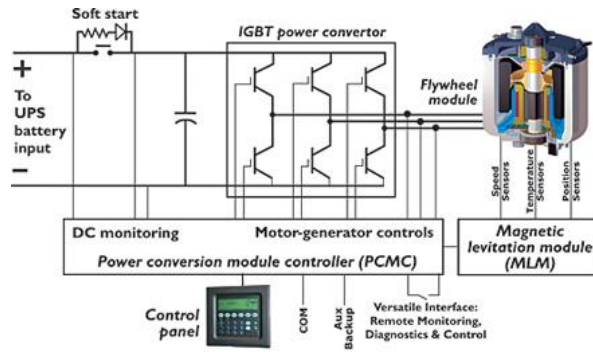 Soft start
IGBT power convertor
+
To
UPS
battery
input
–
Flywheel
module
Speed
Sensors
Temperature
Sensors
Position
Sensors
DC monitoring
Motor-generator controls
Power conversion module controller (PCMC)
Magnetic
levitation module
(MLM)
Control
panel
COM
Aux
Backup
Versatile Interface:
Remote Monitoring,
Diagnostics & Control